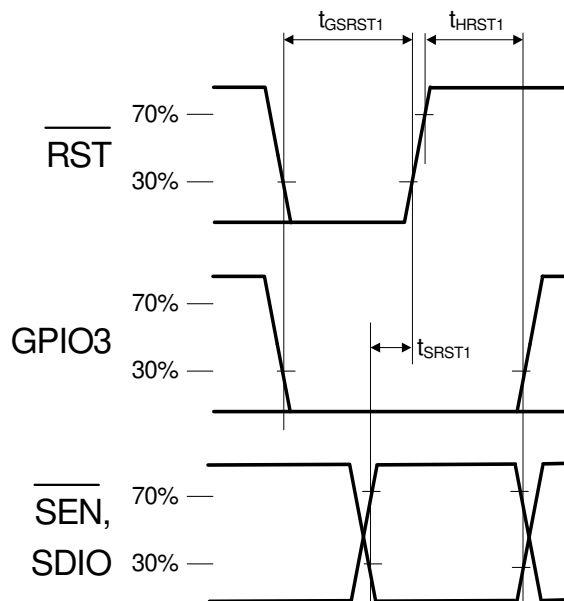 tGSRST1
tHRST1
70%
RST
30%
70%
GPIO3
30%
tSRST1
70%
SEN,
SDIO
30%